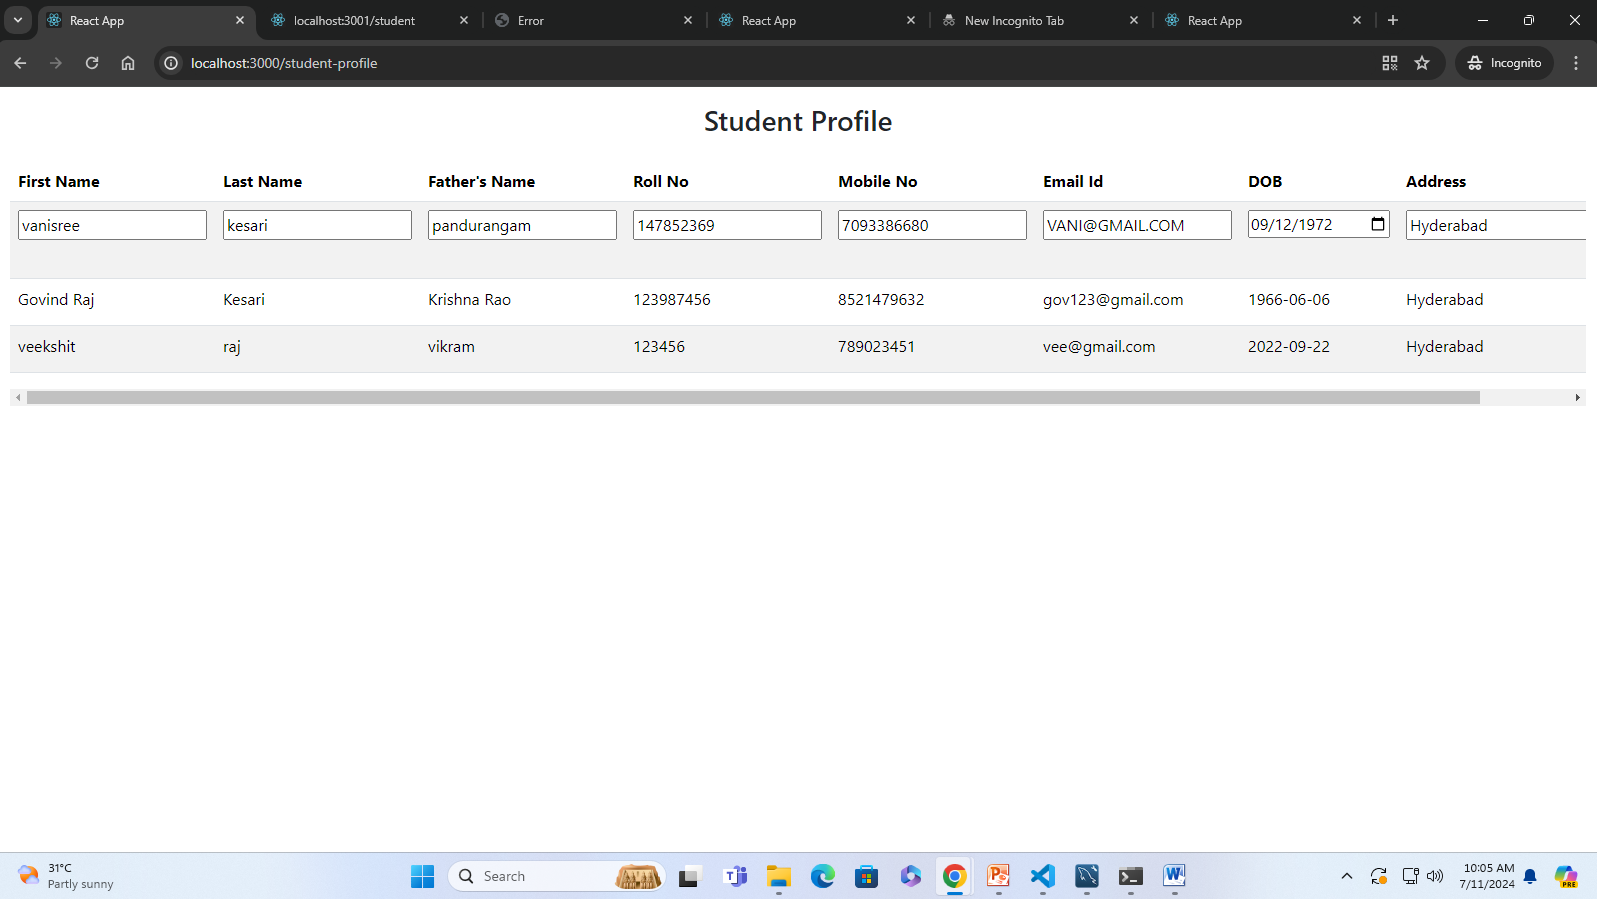 React App
localhost:3001/student
Error
React App
New Incognito Tab
React App
localhost:3000/student-profile
Incognito
Student Profile
First Name Last Name Father's Name Roll No Mobile No Email Id DOB Address
vanisree kesari pandurangam 147852369 7093386680 VANI@GMAIL.COM 09/12/1972 Hyderabad
Govind Raj Kesari Krishna Rao 123987456 8521479632 gov123@gmail.com 1966-06-06 Hyderabad
veekshit raj vikram 123456 789023451 vee@gmail.com 2022-09-22 Hyderabad
31°C
Partly sunny
Search
10:05 AM
7/11/2024
PRE